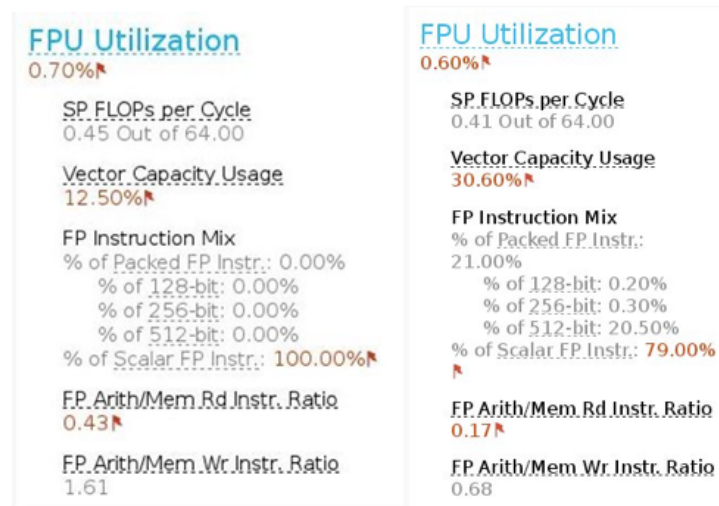 FPU Utilization
0.70%
SP FLOPs per Cycle
0.45 Out of 64.00
Vector Capacity Usage
12.50%
FP Instruction Mix
% of Packed FP Instr.: 0.00%
% of 128-bit: 0.00%
% of 256-bit: 0.00%
% of 512-bit: 0.00%
% of Scalar FP Instr.: 100.00%
FP Arith/Mem Rd Instr. Ratio
0.43
FP Arith/Mem Wr Instr. Ratio
1.61
FPU Utilization
0.60%
SP FLOPs per Cycle
0.41 Out of 64.00
Vector Capacity Usage
30.60%
FP Instruction Mix
% of Packed FP Instr.:
21.00%
% of 128-bit: 0.20%
% of 256-bit: 0.30%
% of 512-bit: 20.50%
% of Scalar FP Instr.: 79.00%
FP Arith/Mem Rd Instr. Ratio
0.17
FP Arith/Mem Wr Instr. Ratio
0.68